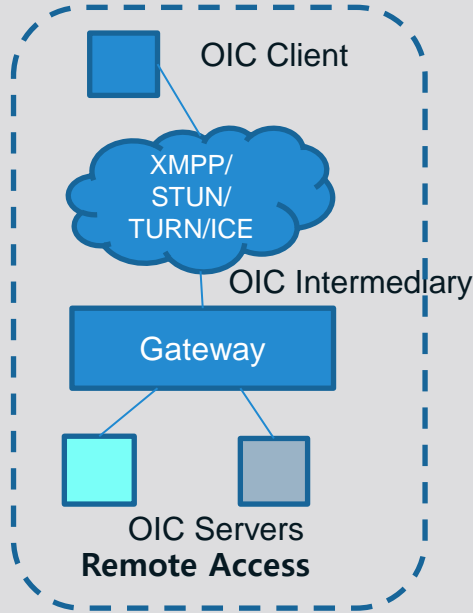 OIC Client
XMPP/
STUN/
TURN/ICE
OIC Intermediary
Gateway
OIC Servers
Remote Access